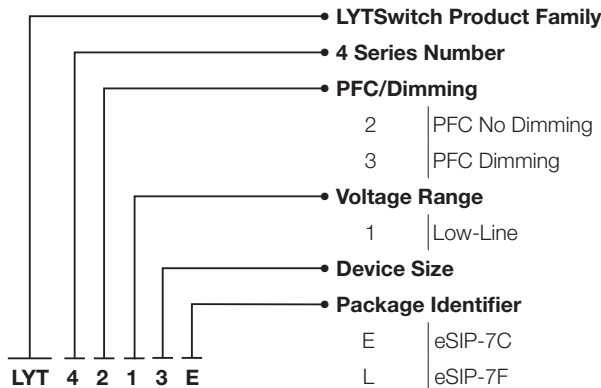 LYTSwitch Product Family
4 Series Number
PFC/Dimming
2 PFC No Dimming
3 PFC Dimming
Voltage Range
1 Low-Line
Device Size
Package Identifier
E eSIP-7C
L eSIP-7F
LYT 4 2 1 3 E